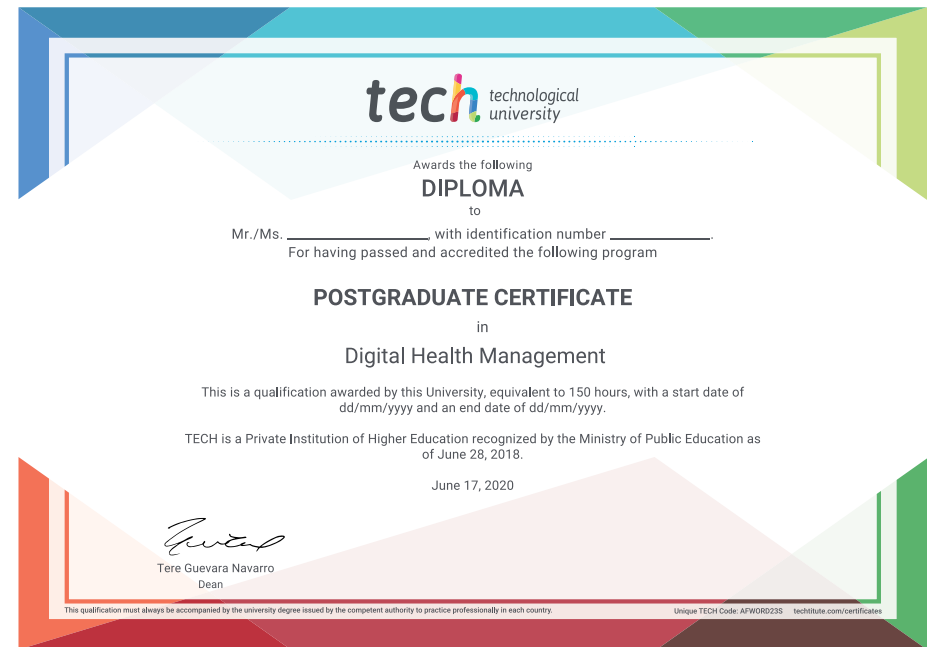 tech technological
university
Awards the following
DIPLOMA
to
Mr./Ms. ____________________, with identification number ______________.
For having passed and accredited the following program
POSTGRADUATE CERTIFICATE
in
Digital Health Management
This is a qualification awarded by this University, equivalent to 150 hours, with a start date of
dd/mm/yyyy and an end date of dd/mm/yyyy.
TECH is a Private Institution of Higher Education recognized by the Ministry of Public Education as
of June 28, 2018.
June 17, 2020
Tere Guevara Navarro
Dean
This qualification must always be accompanied by the university degree issued by the competent authority to practice professionally in each country.
Unique TECH Code: AFWORD23S techtitute.com/certificates